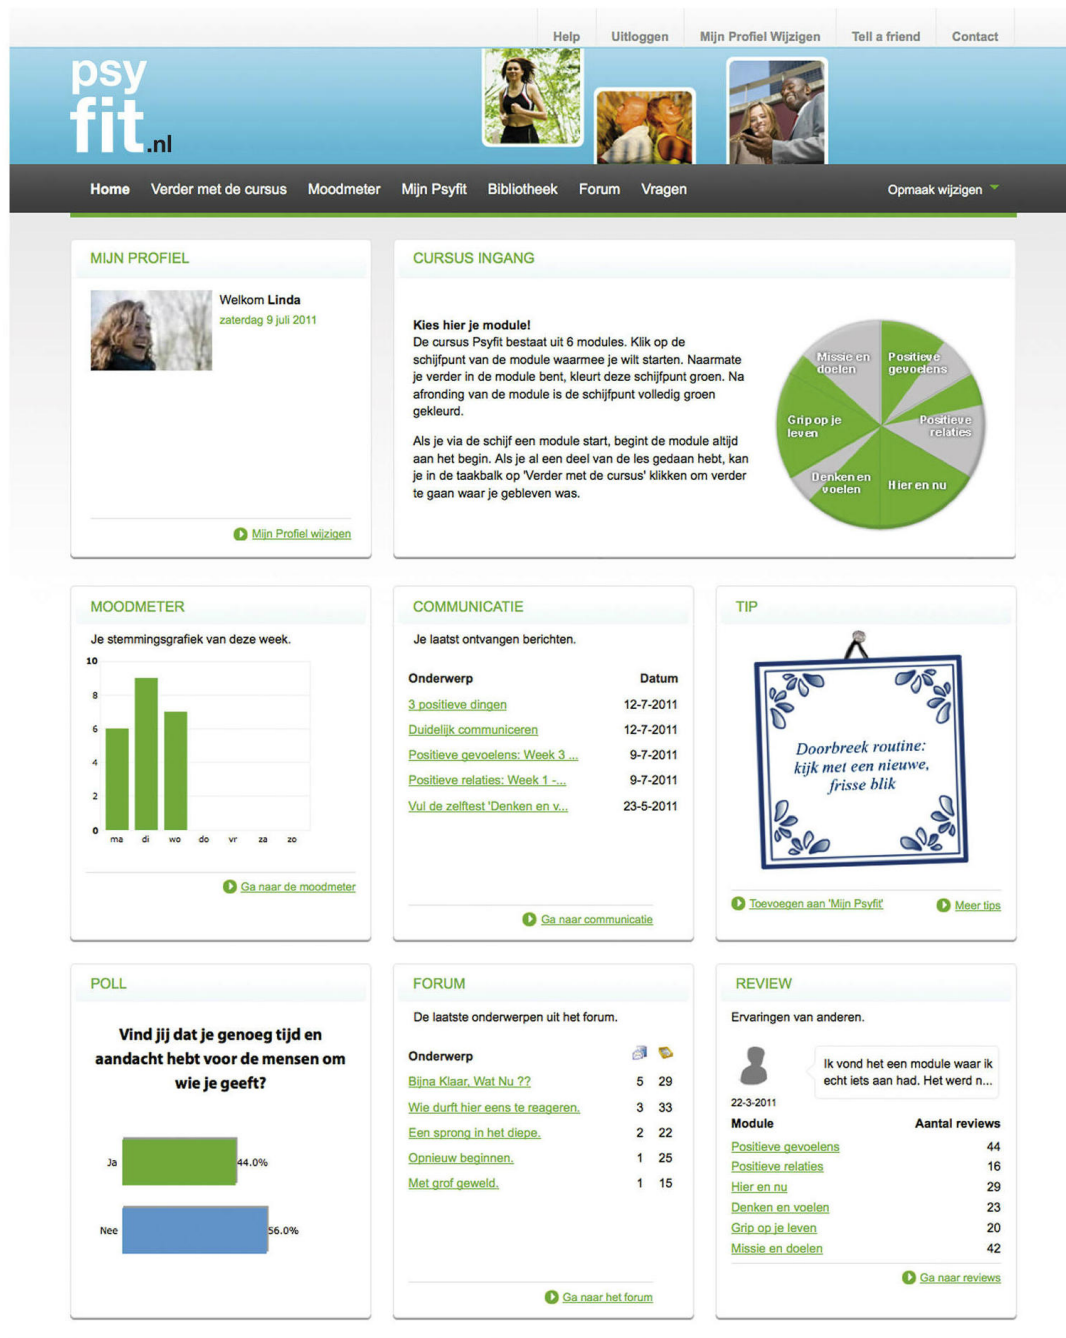 Help Uitloggen Mijn Profiel Wijzigen Tell a friend Contact
psy
fit.nl
Home Verder met de cursus Moodmeter Mijn Psyfit Bibliotheek Forum Vragen Opmaak wijzigen
MIJN PROFIEL
Welkom Linda
zaterdag 9 juli 2011
Mijn Profiel wijzigen
CURSUS INGANG
Kies hier je module!
De cursus Psyfit bestaat uit 6 modules. Klik op de
schijfpunt van de module waarmee je wilt starten. Naarmate
je verder in de module bent, kleurt deze schijfpunt groen. Na
afronding van de module is de schijfpunt volledig groen
gekleurd.
Als je via de schijf een module start, begint de module altijd
aan het begin. Als je al een deel van de les gedaan hebt, kan
je in de taakbalk op 'Verder met de cursus' klikken om verder
te gaan waar je gebleven was.
Missie en
doelen
Positieve
gevoelens
Grip op je
leven
Positieve
relaties
Denken en
voelen
Hier en nu
MOODMETER
Je stemmingsgrafiek van deze week.
10
8
6
4
2
0
ma di wo do vr za zo
Ga naar de moodmeter
COMMUNICATIE
Je laatst ontvangen berichten.
Onderwerp Datum
3 positieve dingen 12-7-2011
Duidelijk communiceren 12-7-2011
Positieve gevoelens: Week 3 ... 9-7-2011
Positieve relaties: Week 1 -... 9-7-2011
Vul de zelftest 'Denken en v... 23-5-2011
Ga naar communicatie
TIP
Doorbreek routine:
kijk met een nieuwe,
frisse blik
Toevoegen aan 'Mijn Psyfit' Meer tips
POLL
Vind jij dat je genoeg tijd en
aandacht hebt voor de mensen om
wie je geeft?
Ja 44.0%
Nee 56.0%
FORUM
De laatste onderwerpen uit het forum.
Onderwerp
Bijna Klaar, Wat Nu ?? 5 29
Wie durft hier eens te reageren. 3 33
Een sprong in het diepe. 2 22
Opnieuw beginnen. 1 25
Met grof geweld. 1 15
Ga naar het forum
REVIEW
Ervaringen van anderen.
Ik vond het een module waar ik
echt iets aan had. Het werd n...
22-3-2011
Module Aantal reviews
Positieve gevoelens 44
Positieve relaties 16
Hier en nu 29
Denken en voelen 23
Grip op je leven 20
Missie en doelen 42
Ga naar reviews